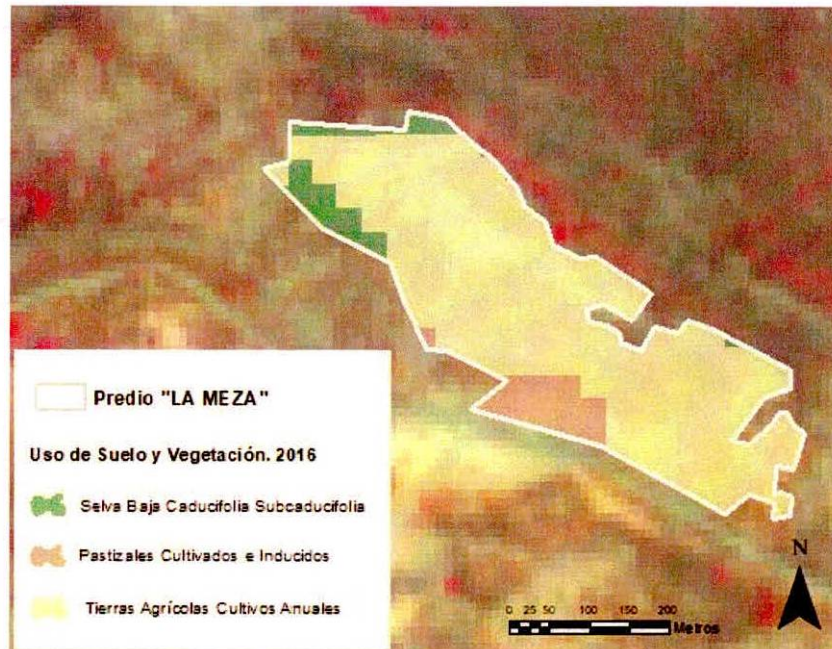 Predio "LA MEZA"
Uso de Suelo y Vegetación. 2016
Selva Baja Caducifolia Subcaducifolia
Pastizales Cultivados e Inducidos
Tierras Agrícolas Cultivos Anuales
N
0 25 50 100 150 200
Metros